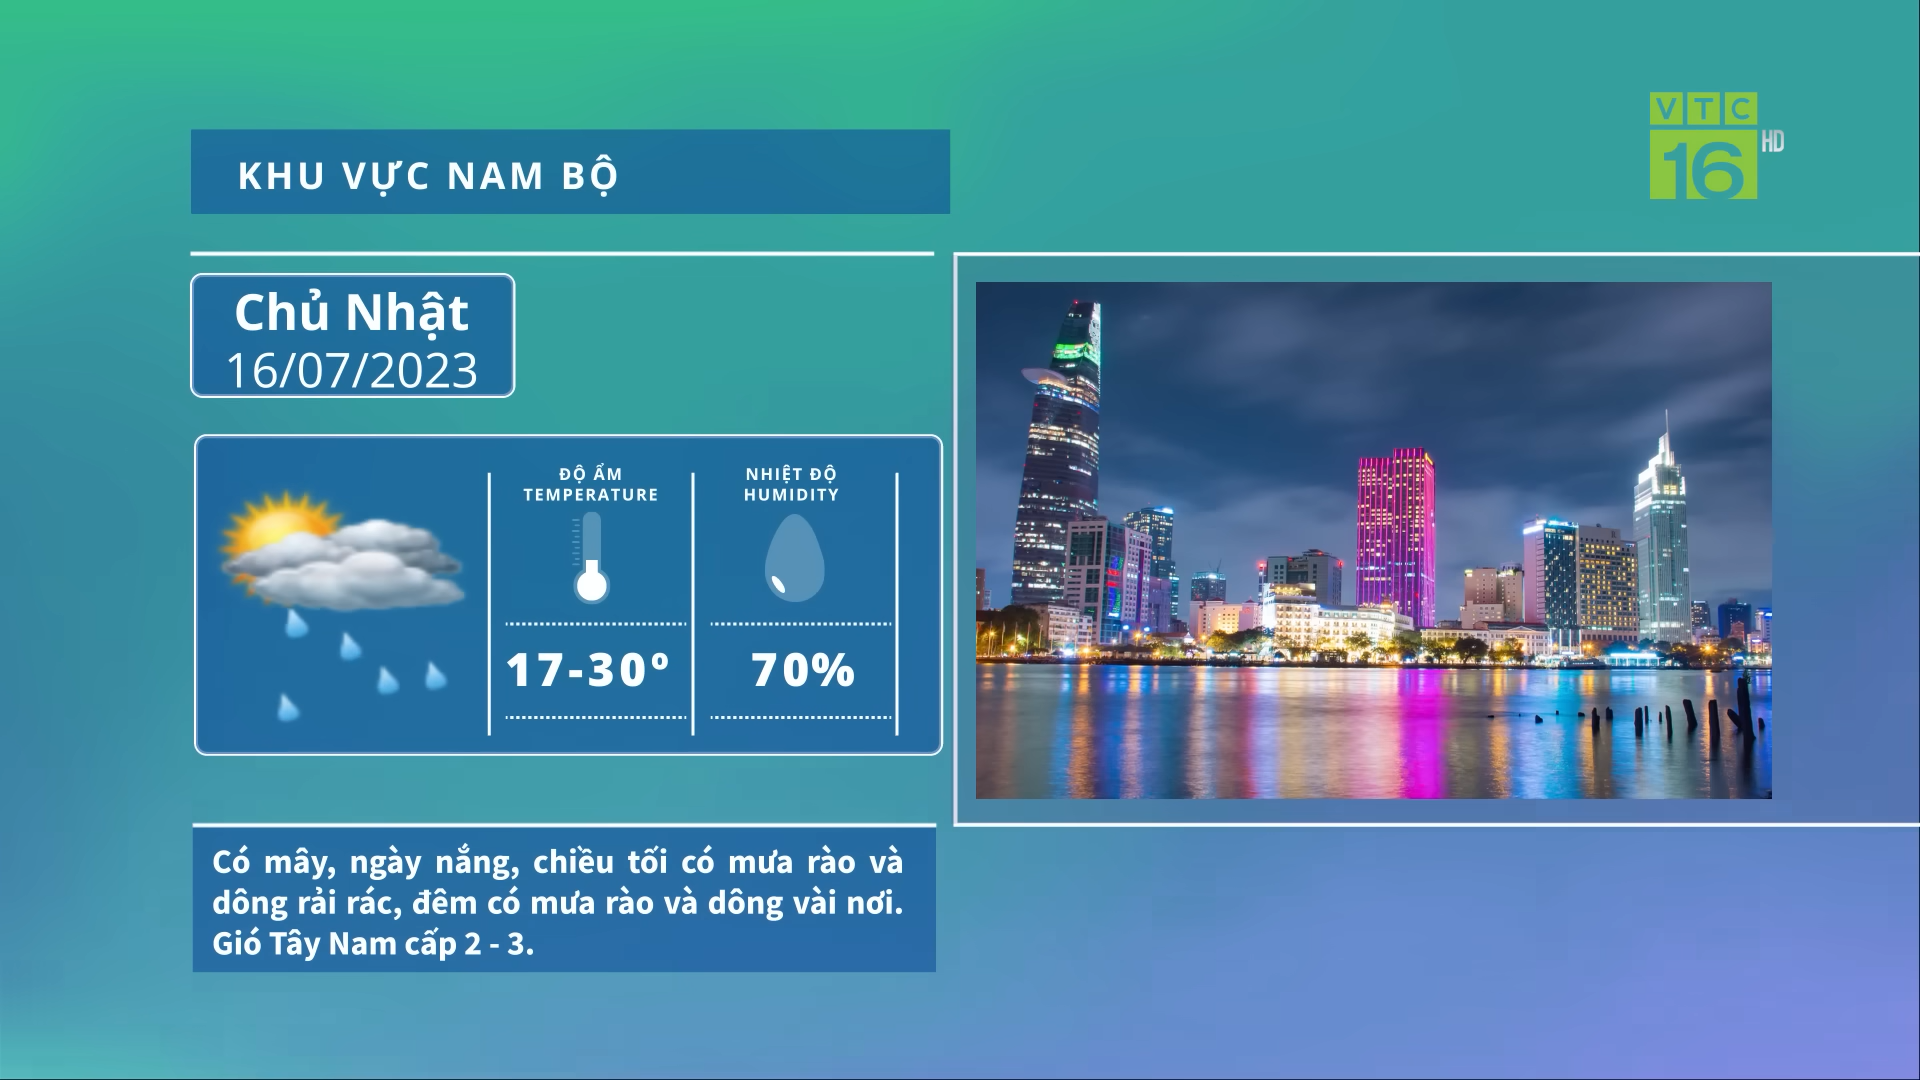 VTC
16 HD
KHU VỰC NAM BỘ
Chủ Nhật
16/07/2023
ĐỘ ẨM
TEMPERATURE
17-30º
NHIỆT ĐỘ
HUMIDITY
70%
Có mây, ngày nắng, chiều tối có mưa rào và
dông rải rác, đêm có mưa rào và dông vài nơi.
Gió Tây Nam cấp 2 - 3.